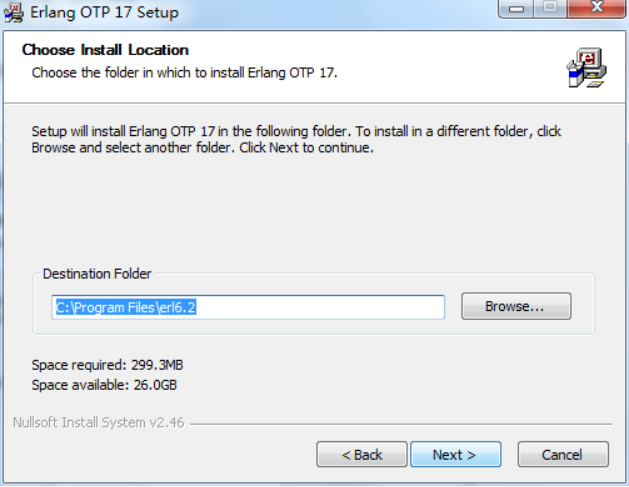 Erlang OTP 17 Setup
Choose Install Location
Choose the folder in which to install Erlang OTP 17.
Setup will install Erlang OTP 17 in the following folder. To install in a different folder, click
Browse and select another folder. Click Next to continue.
Destination Folder
C:\Program Files\erl6.2
Browse...
Space required: 299.3MB
Space available: 26.0GB
Nullsoft Install System v2.46
< Back
Next >
Cancel